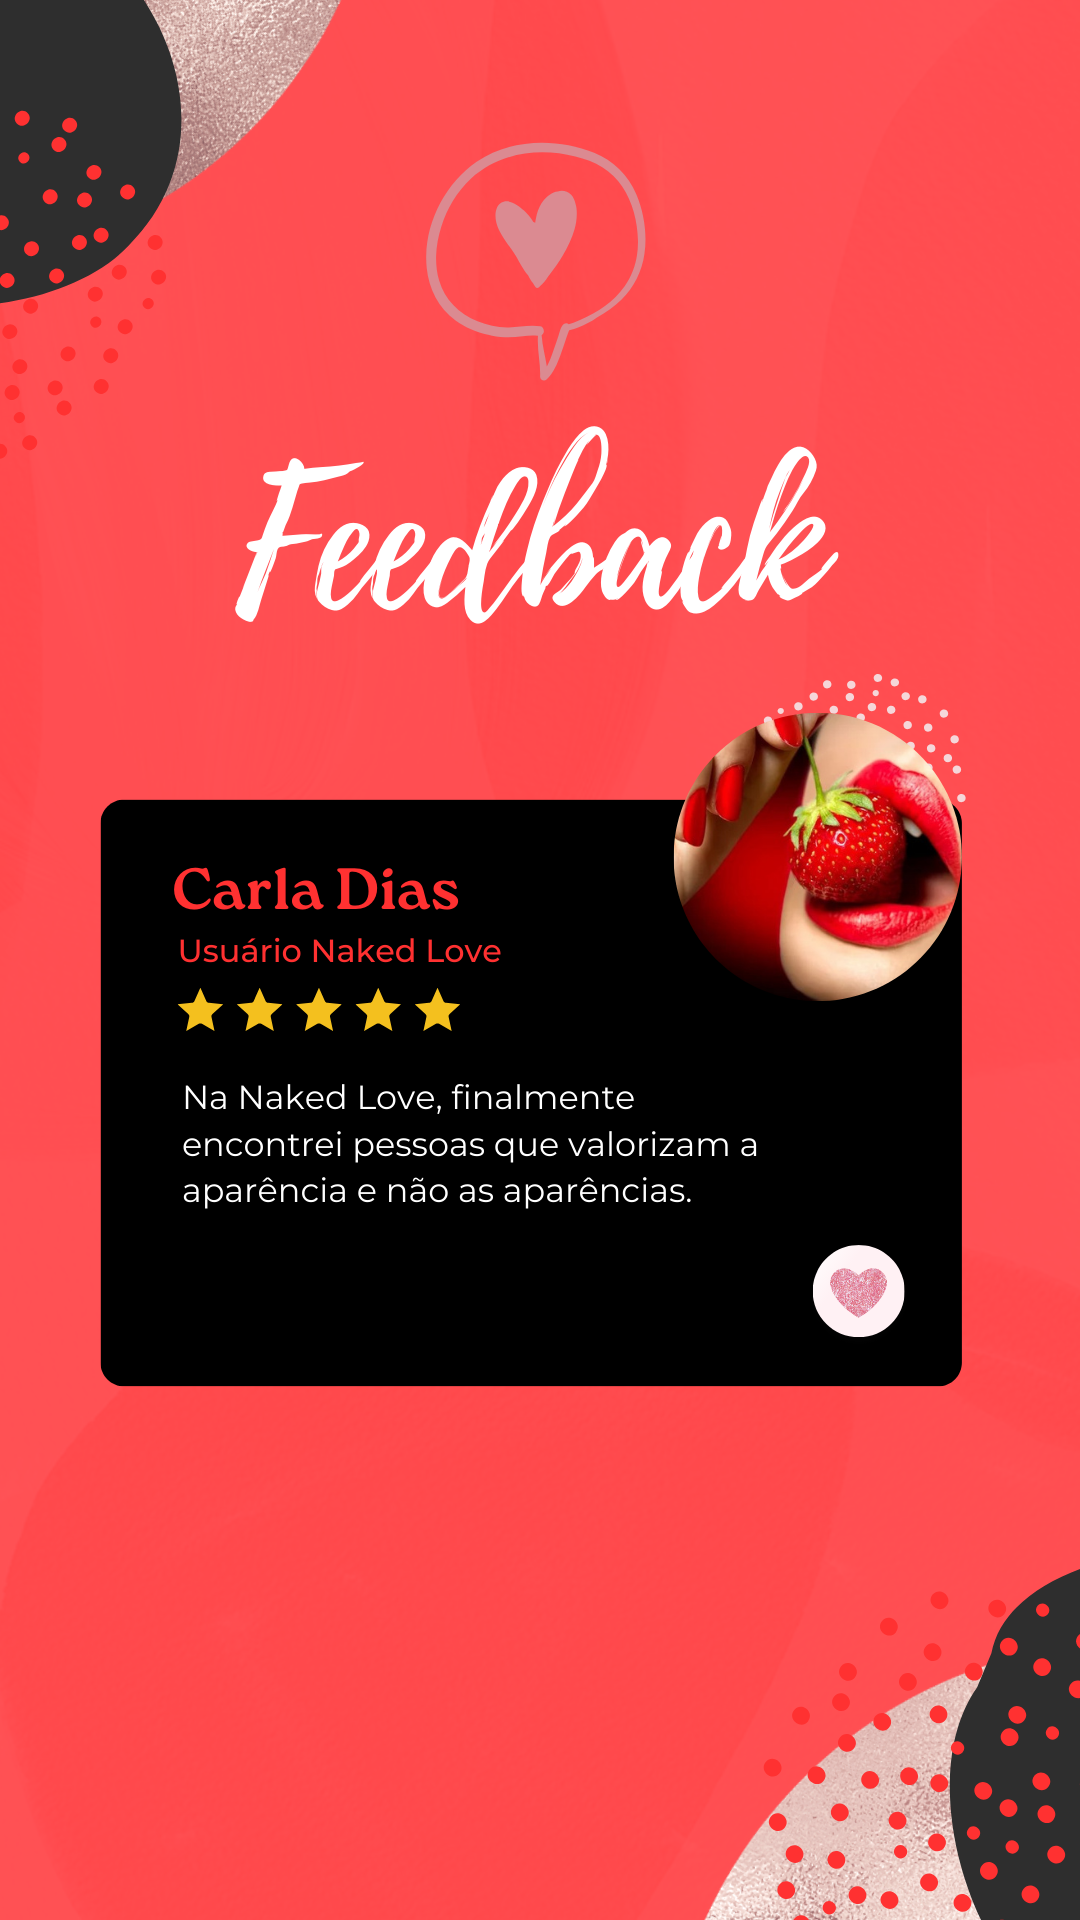 Feedback
Carla Dias
Usuário Naked Love
Na Naked Love, finalmente
encontrei pessoas que valorizam a
aparência e não as aparências.